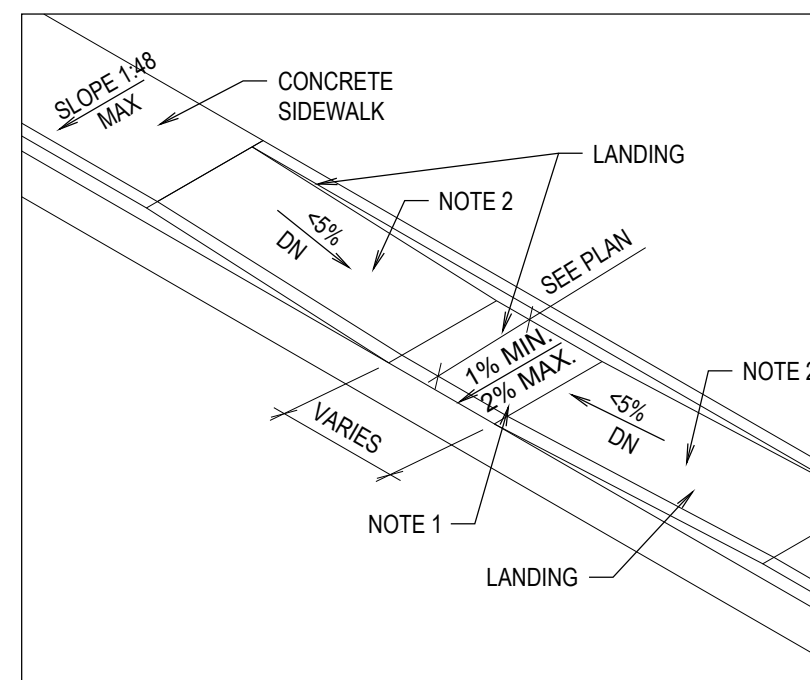 SLOPE 1:48
MAX
CONCRETE
SIDEWALK
LANDING
NOTE 2
<5%
DN
SEE PLAN
1% MIN.
2% MAX.
NOTE 2
<5%
DN
VARIES
NOTE 1
LANDING